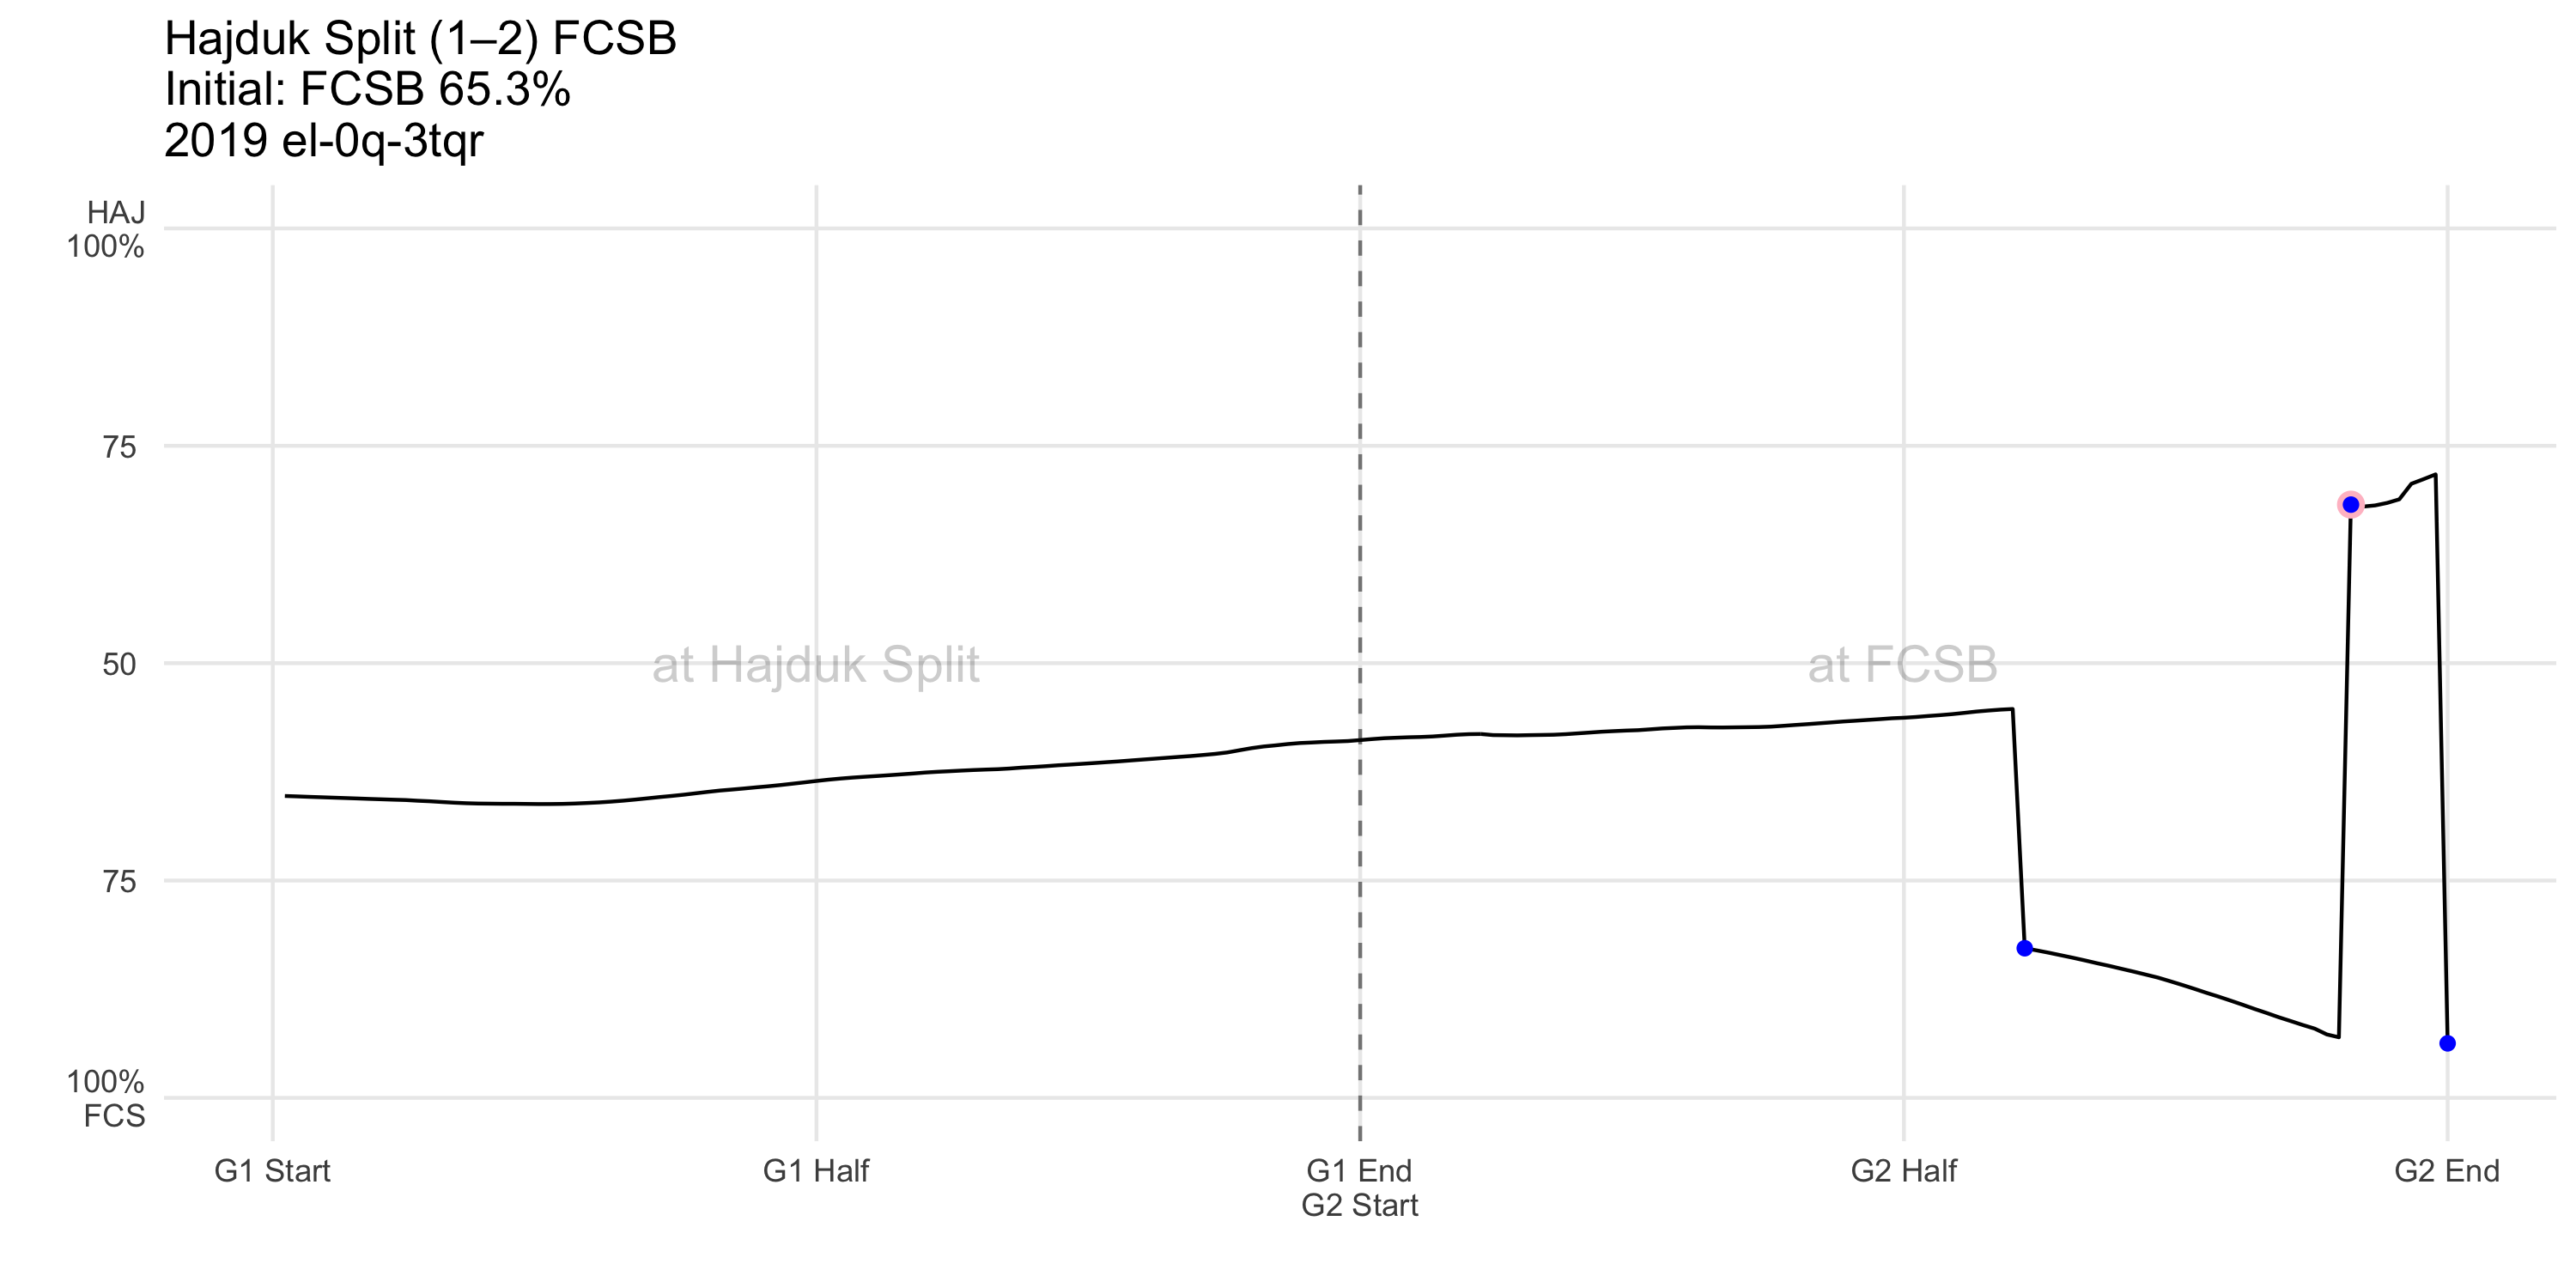 Hajduk Split (1–2) FCSB
Initial: FCSB 65.3%
2019 el-0q-3tqr
HAJ
100%
75
50
75
100%
FCS
at Hajduk Split
at FCSB
G1 Start
G1 Half
G1 End
G2 Start
G2 Half
G2 End